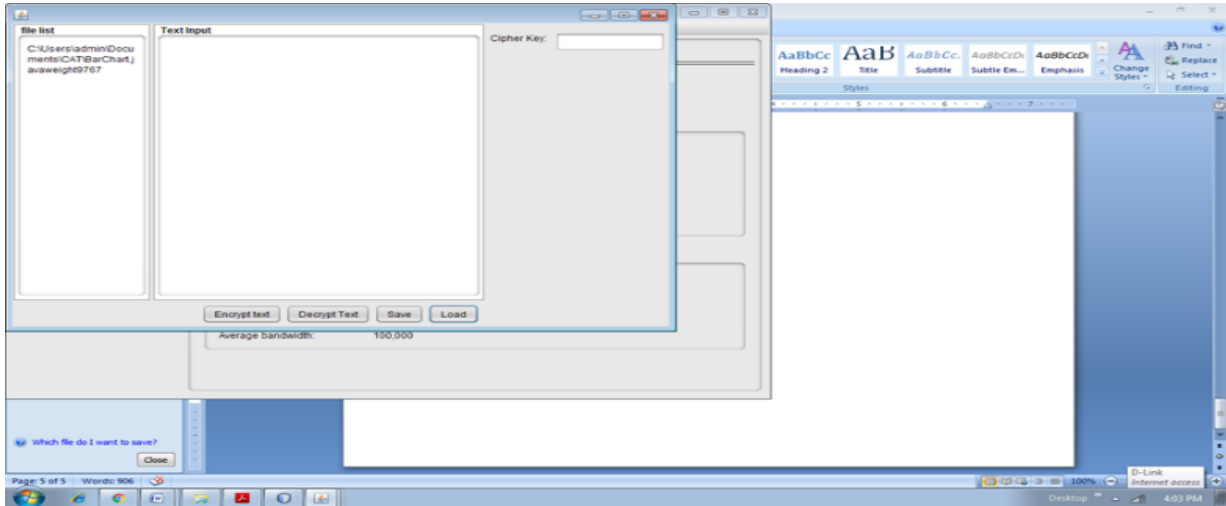 file list
Text Input
Cipher Key:
C:\Users\admin\Docu
ments\CAT\BarChart.j
avaweight9767
Encrypt text
Decrypt Text
Save
Load
Average bandwidth: 100,000
AaBbCc
AaB
AaBbCc.
AaBbCcDc
AaBbCcDc
Heading 2
Title
Subtitle
Subtle Em...
Emphasis
Change
Styles
Styles
Find
Replace
Select
Editing
5
6
7
Which file do I want to save?
Close
Page: 5 of 5
Words: 906
100%
D-Link
Internet access
Desktop
4:03 PM